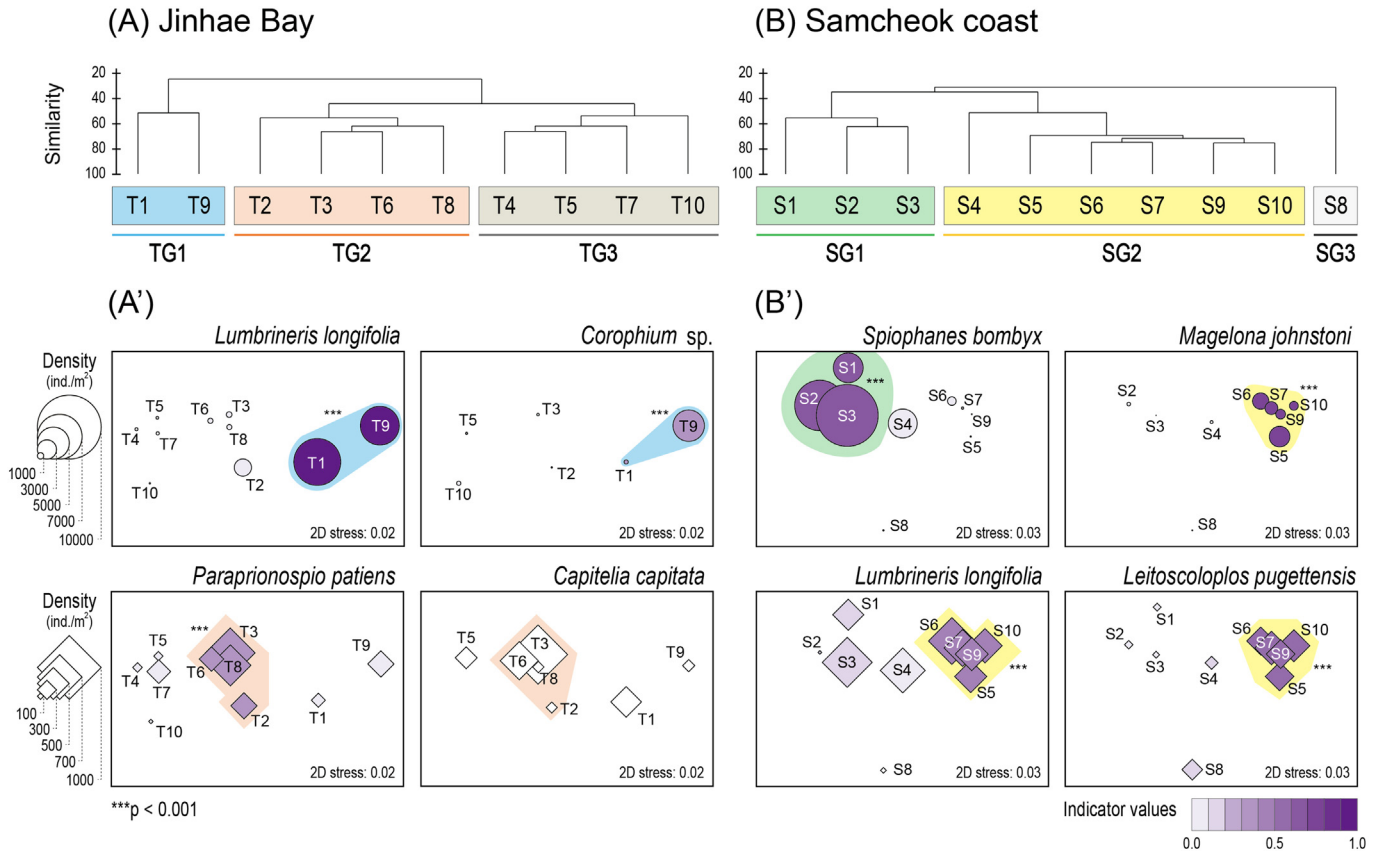 (A) Jinhae Bay
Similarity
20
40
60
80
100
T1 T9 T2 T3 T6 T8 T4 T5 T7 T10
TG1 TG2 TG3
(B) Samcheok coast
20
40
60
80
100
S1 S2 S3 S4 S5 S6 S7 S9 S10 S8
SG1 SG2 SG3
(A')
Density
(ind./m²)
1000
3000
5000
7000
10000
Lumbrineris longifolia
T5
T6
T3
T4
T7
T8
T10
T2
T1
T9
***
2D stress: 0.02
Corophium sp.
T3
T5
T2
T10
T1
T9
***
2D stress: 0.02
Density
(ind./m²)
100
300
500
700
1000
Paraprionospio patiens
***
T3
T5
T4
T7
T6
T8
T9
T2
T1
T10
2D stress: 0.02
Capitelia capitata
T5
T3
T6
T8
T9
T2
T1
2D stress: 0.02
***p < 0.001
(B')
Spiophanes bombyx
S1
***
S2
S3
S4
S6
S7
S9
S5
S8
2D stress: 0.03
Magelona johnstoni
S2
S3
S4
S6
S7
***
S10
S9
S5
S8
2D stress: 0.03
Lumbrineris longifolia
S1
S2
S3
S4
S6
S7
S10
S9
***
S5
S8
2D stress: 0.03
Leitoscoloplos pugettensis
S1
S2
S3
S4
S6
S7
S10
S9
***
S5
S8
2D stress: 0.03
Indicator values
0.0 0.5 1.0